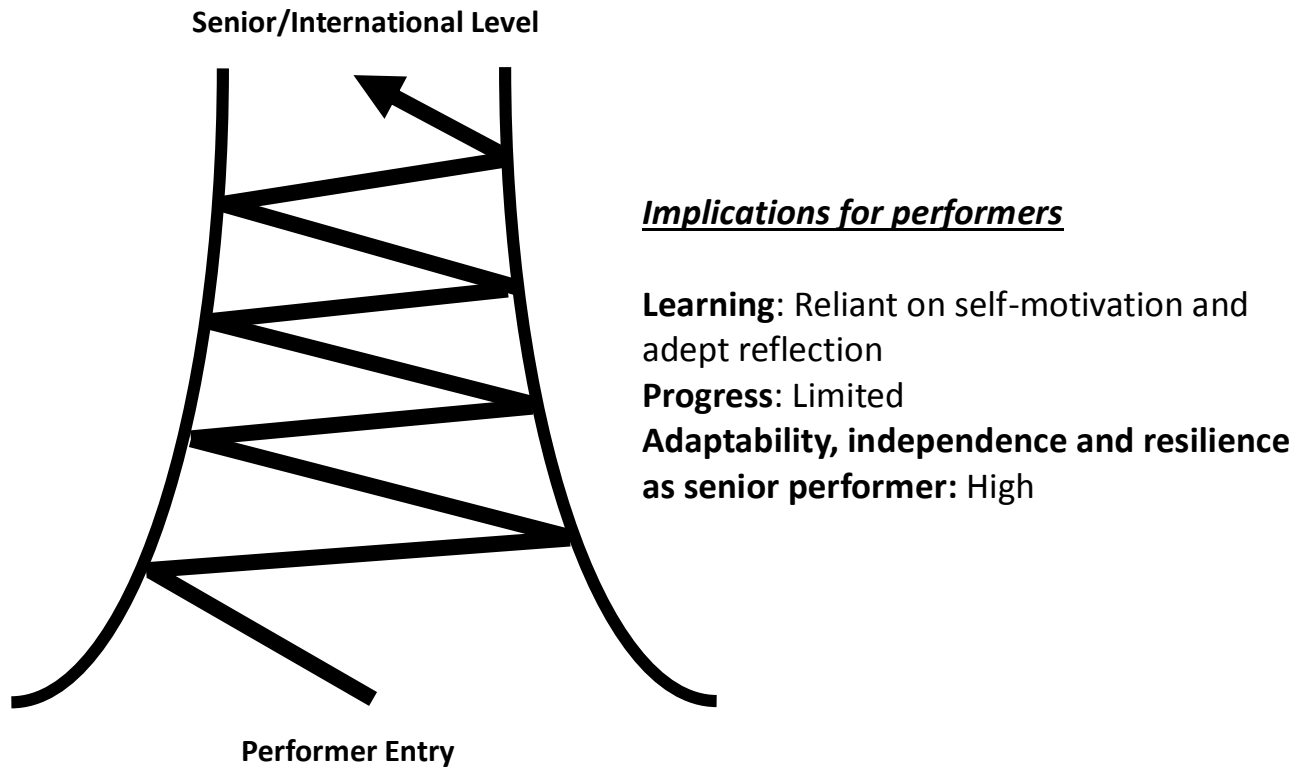 Senior/International Level
Implications for performers
Learning: Reliant on self-motivation and
adept reflection
Progress: Limited
Adaptability, independence and resilience
as senior performer: High
Performer Entry